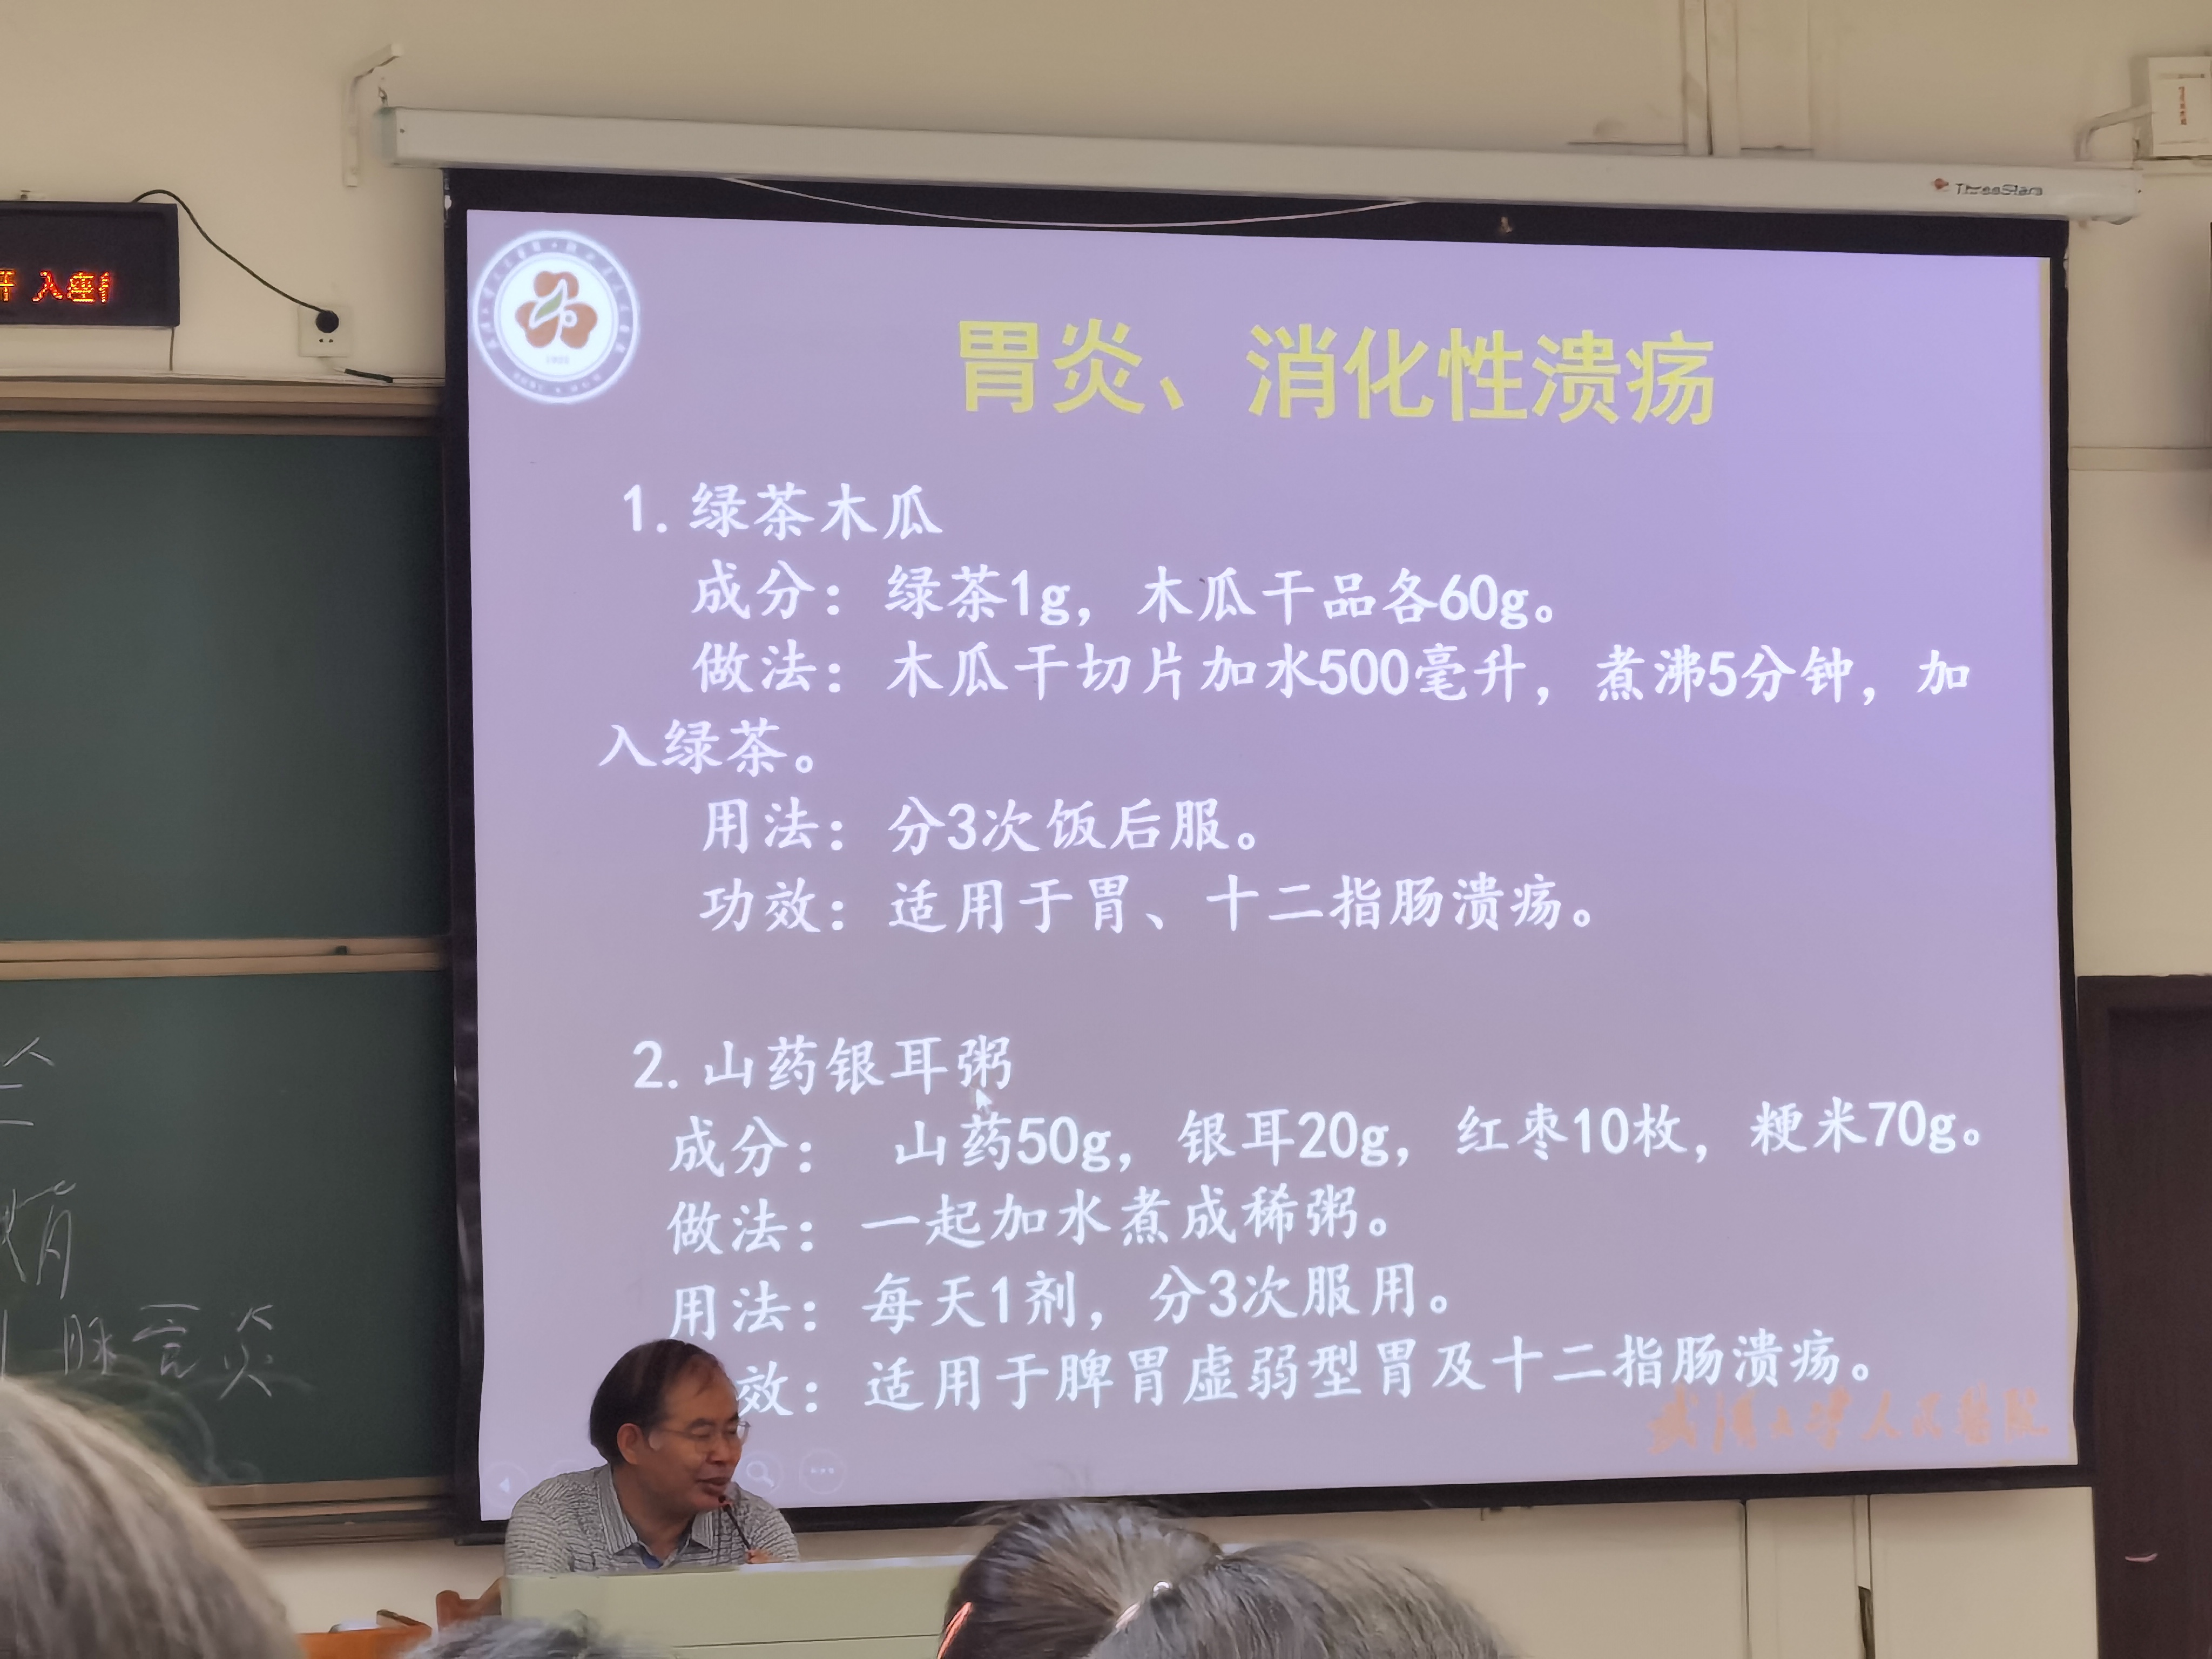 ThreeStars
入座
胃炎、消化性溃疡
1.绿茶木瓜
成分：绿茶1g，木瓜干品各60g。
做法：木瓜干切片加水500毫升，煮沸5分钟，加
入绿茶。
用法：分3次饭后服。
功效：适用于胃、十二指肠溃疡。
2.山药银耳粥
成分： 山药50g，银耳20g，红枣10枚，粳米70g。
做法：一起加水煮成稀粥。
用法：每天1剂，分3次服用。
效：适用于脾胃虚弱型胃及十二指肠溃疡。
武汉大学人民医院
炎